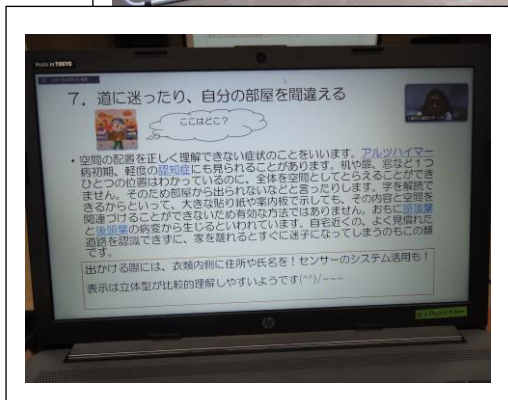 Made in TOKYO
7. 道に迷ったり、自分の部屋を間違える
ここはどこ?
・空間の配置を正しく理解できない症状のことをいいます。アルツハイマー
病初期、軽度の認知症にも見られることがあります。机や扉、窓など1つ
ひとつの位置はわかっているのに、全体を空間としてとらえることができ
ません。そのため部屋から出られないなどと言ったりします。字を解読で
きるからといって、大きな貼り紙や案内板で示しても、その内容と空間を
関連づけることができないため有効な方法ではありません。おもに頭頂葉
と後頭葉の病変から生じるといわれています。自宅近くの、よく見慣れた
道路を認識できずに、家を離れるとすぐに迷子になってしまうのもこの類
です。
出かける際には、衣類内側に住所や氏名を!センサーのシステム活用も!
表示は立体型が比較的理解しやすいようです(^^)/~~~
hp